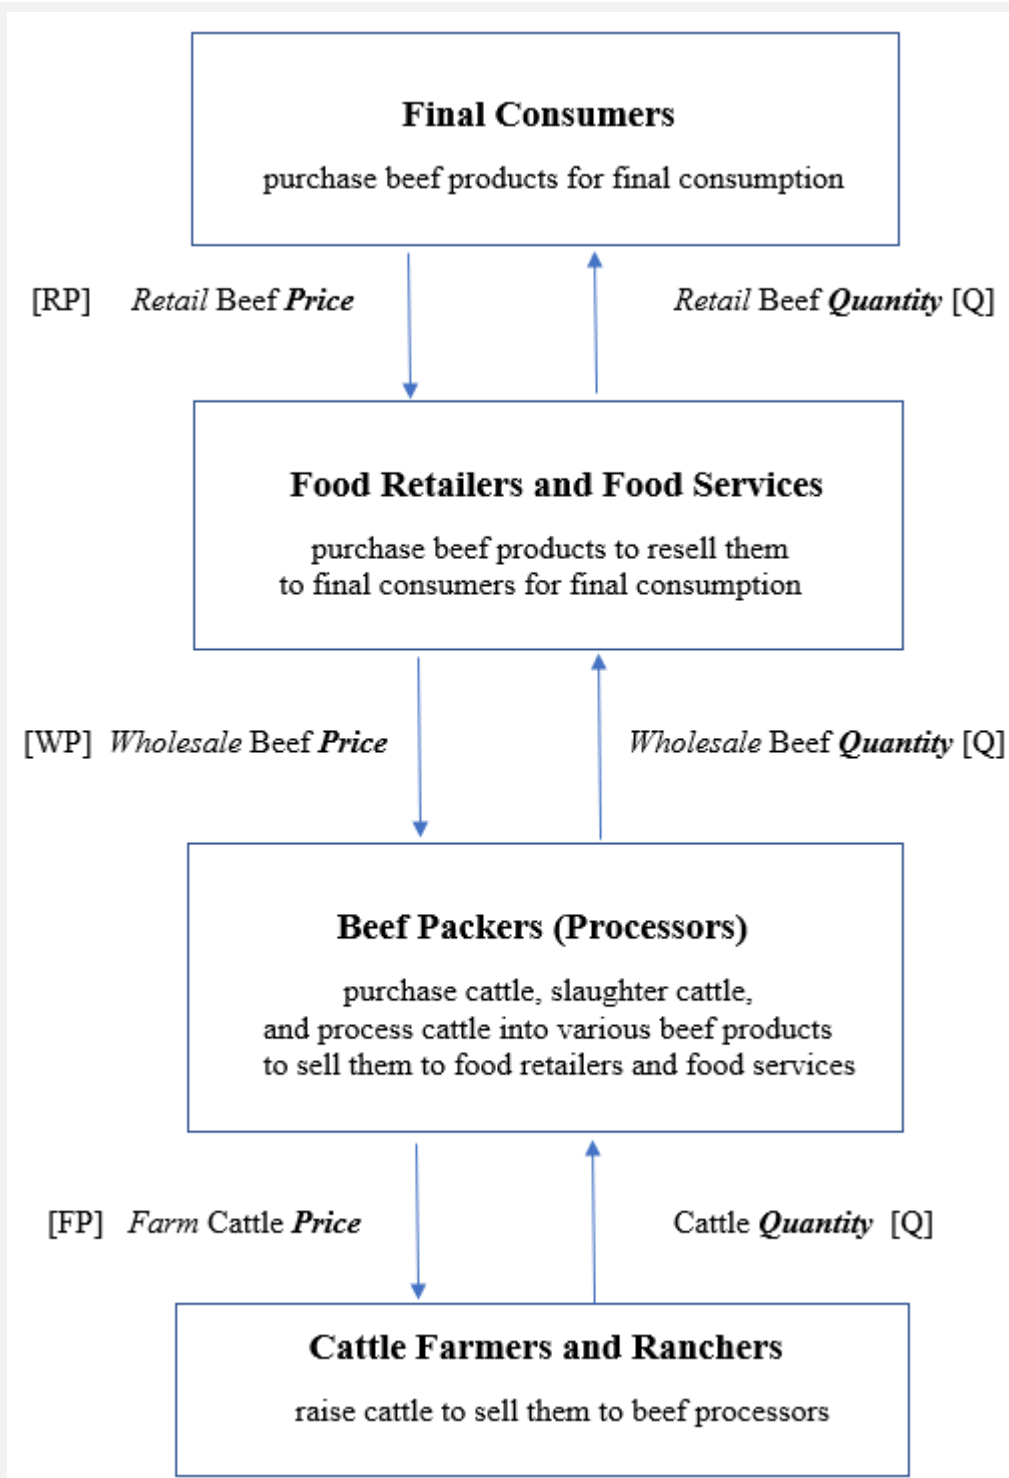 Final Consumers
purchase beef products for final consumption
[RP] Retail Beef Price
Retail Beef Quantity [Q]
Food Retailers and Food Services
purchase beef products to resell them
to final consumers for final consumption
[WP] Wholesale Beef Price
Wholesale Beef Quantity [Q]
Beef Packers (Processors)
purchase cattle, slaughter cattle,
and process cattle into various beef products
to sell them to food retailers and food services
[FP] Farm Cattle Price
Cattle Quantity [Q]
Cattle Farmers and Ranchers
raise cattle to sell them to beef processors